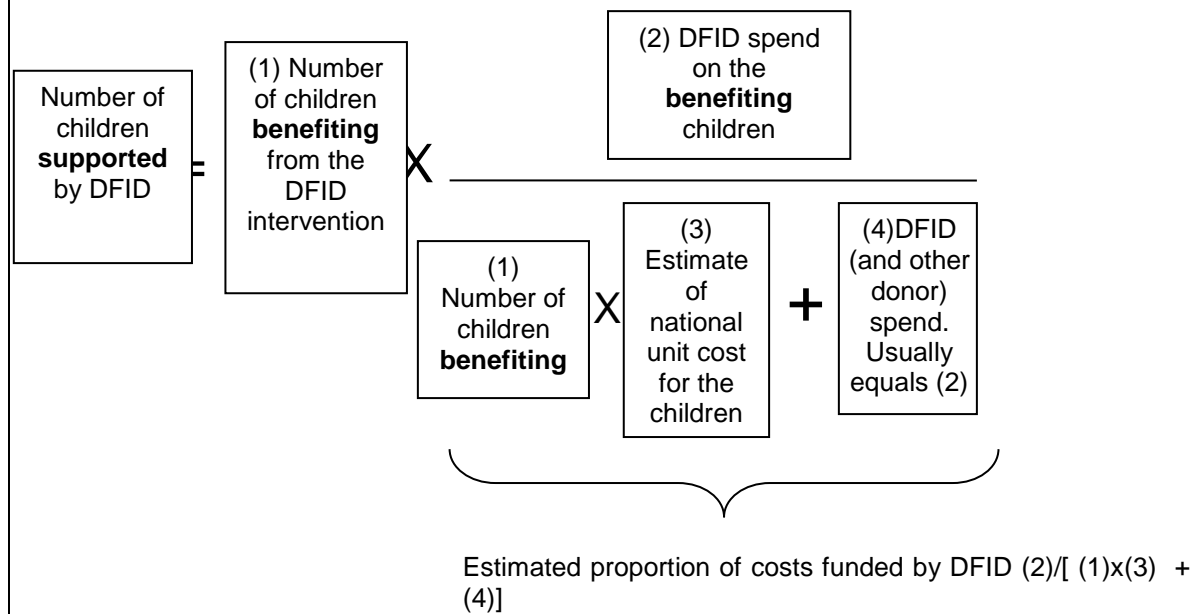 Number of
children
supported
by DFID
=
(1) Number
of children
benefiting
from the
DFID
intervention
X
(2) DFID spend
on the
benefiting
children
(1)
Number of
children
benefiting
X
(3)
Estimate
of
national
unit cost
for the
children
+
(4)DFID
(and other
donor)
spend.
Usually
equals (2)
Estimated proportion of costs funded by DFID (2)/[ (1)x(3) +
(4)]